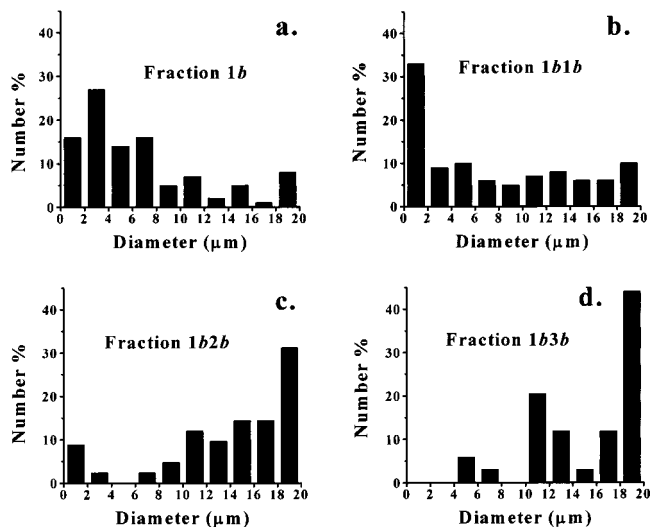 a.
Fraction 1b
Number %
40
30
20
10
0
0 2 4 6 8 10 12 14 16 18 20
Diameter (μm)
b.
Fraction 1b1b
Number %
40
30
20
10
0
0 2 4 6 8 10 12 14 16 18 20
Diameter (μm)
c.
Fraction 1b2b
Number %
40
30
20
10
0
0 2 4 6 8 10 12 14 16 18 20
Diameter (μm)
d.
Fraction 1b3b
Number %
40
30
20
10
0
0 2 4 6 8 10 12 14 16 18 20
Diameter (μm)